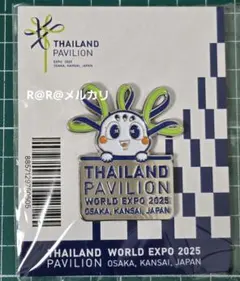 THAILAND
PAVILION
EXPO 2025
OSAKA, KANSAI, JAPAN
R@R@メルカリ
THAILAND
PAVILION
WORLD EXPO 2025
OSAKA, KANSAI, JAPAN
THAILAND WORLD EXPO 2025
PAVILION OSAKA, KANSAI, JAPAN